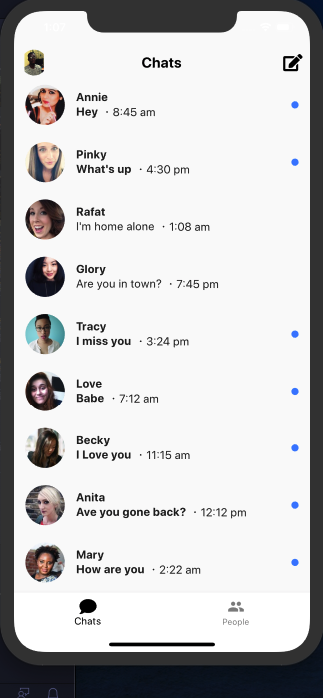 Chats
Annie
Hey · 8:45 am
Pinky
What's up · 4:30 pm
Rafat
I'm home alone · 1:08 am
Glory
Are you in town? · 7:45 pm
Tracy
I miss you · 3:24 pm
Love
Babe · 7:12 am
Becky
I Love you · 11:15 am
Anita
Ave you gone back? · 12:12 pm
Mary
How are you · 2:22 am
Chats
People